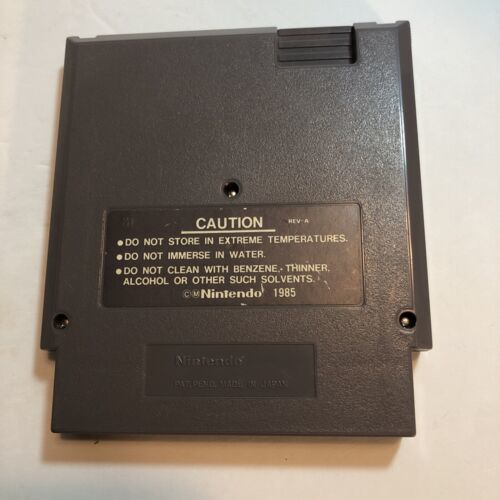 CAUTION REV-A
●DO NOT STORE IN EXTREME TEMPERATURES.
●DO NOT IMMERSE IN WATER.
●DO NOT CLEAN WITH BENZENE, THINNER,
ALCOHOL OR OTHER SUCH SOLVENTS.
©ⓂNintendo 1985
Nintendo
PAT. PEND. MADE IN JAPAN